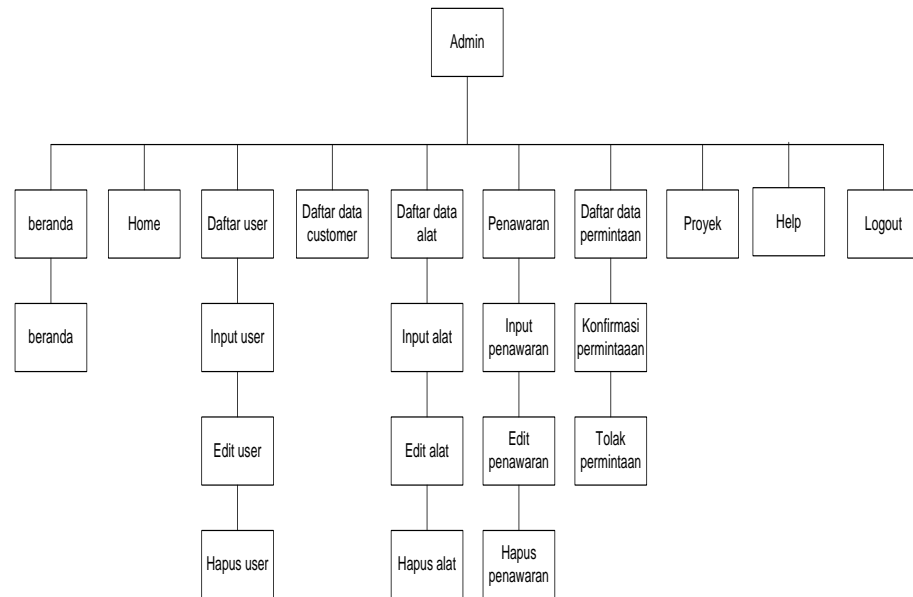 Admin
beranda
Home
Daftar user
Daftar data
customer
Daftar data
alat
Penawaran
Daftar data
permintaan
Proyek
Help
Logout
beranda
Input user
Input alat
Input
penawaran
Konfirmasi
permintaaan
Edit user
Edit alat
Edit
penawaran
Tolak
permintaan
Hapus user
Hapus alat
Hapus
penawaran